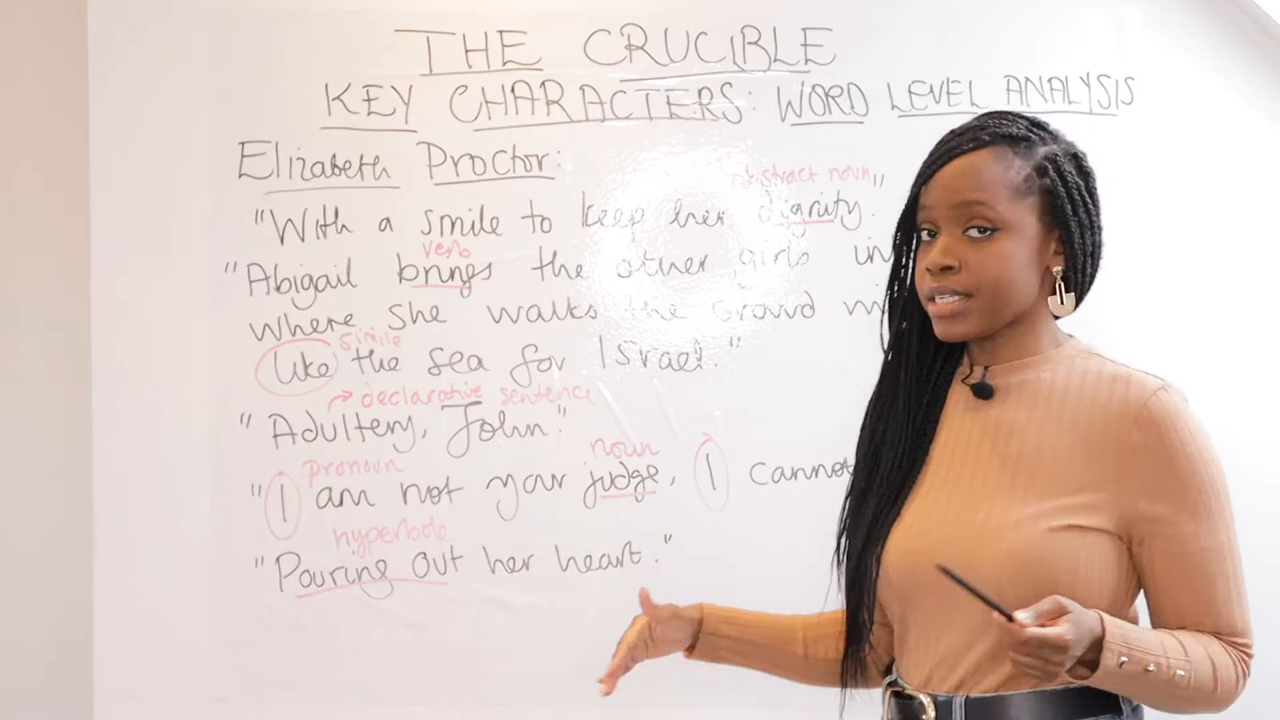 THE CRUCIBLE
KEY CHARACTERS: WORD LEVEL ANALYSIS
Elizabeth Proctor:
abstract noun
"With a smile to keep her dignity."
verb
"Abigail brings the other girls in
where she walks the crowd
simile
like the sea for Israel."
→ declarative sentence
"Adultery, John."
pronoun noun
"I am not your judge, I cannot
hyperbole
"Pouring out her heart."